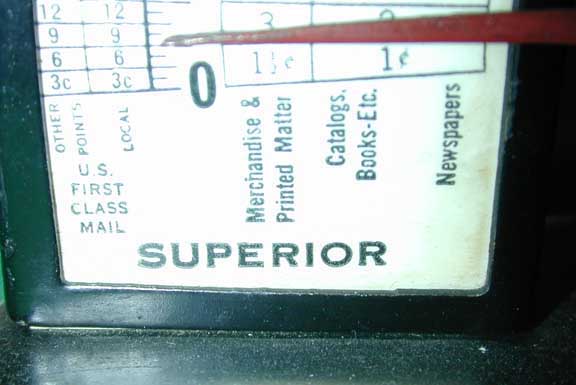 12 12
9 9 3
6 6 1½¢ 1¢
3c 3c 0
OTHER POINTS
LOCAL
U.S.
FIRST
CLASS
MAIL
Merchandise &
Printed Matter
Catalogs,
Books-Etc.
Newspapers
SUPERIOR